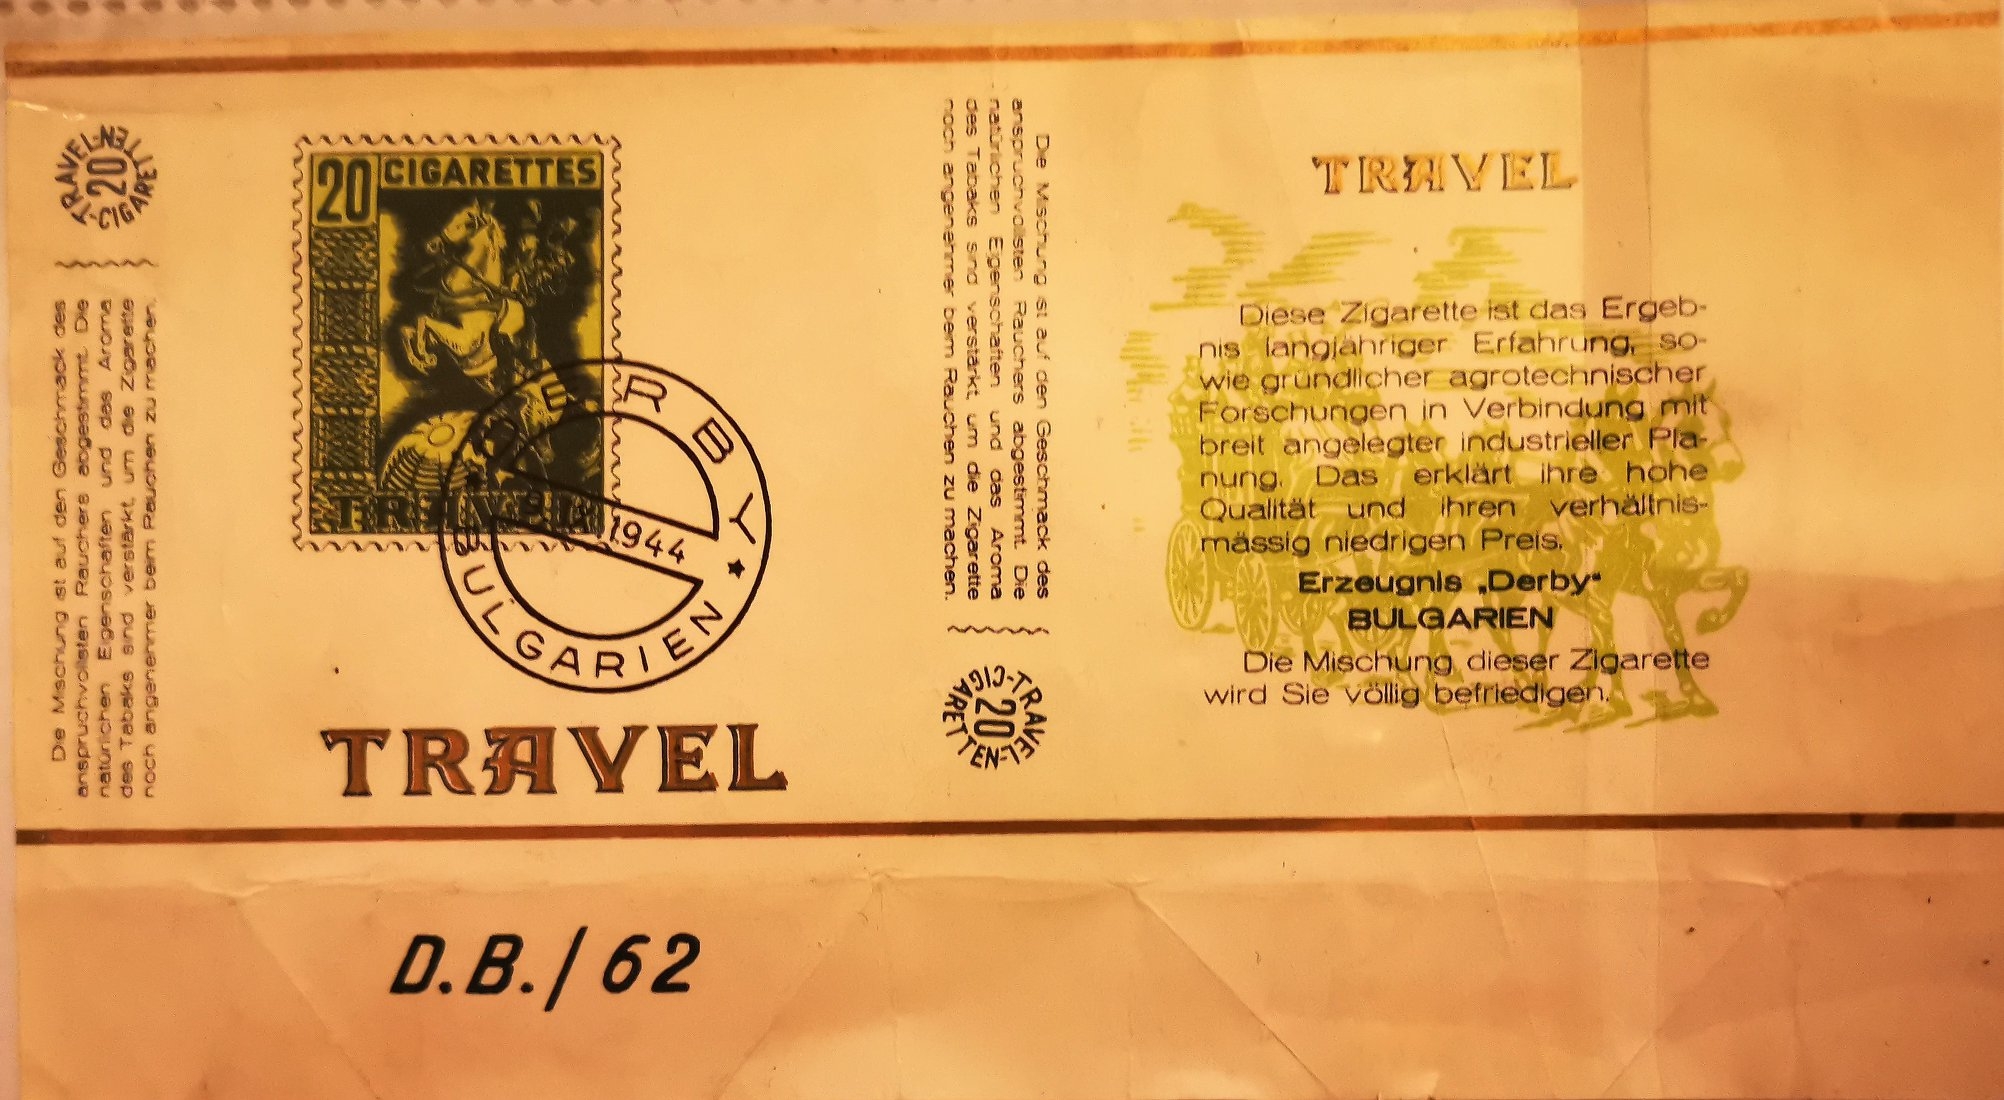 TRAVEL-CIGARETTEN-
20
Die Mischung ist auf den Geschmack des
anspruchvollsten Rauchers abgestimmt. Die
natürlichen Eigenschaften und das Aroma
des Tabaks sind verstärkt, um die Zigarette
noch angenehmer beim Rauchen zu machen.
20 CIGARETTES
TRAVEL
DERBY
9.IX.1944
BULGARIEN
TRAVEL
D.B./62
Die Mischung ist auf den Geschmack des
anspruchvollsten Rauchers abgestimmt. Die
natürlichen Eigenschaften und das Aroma
des Tabaks sind verstärkt, um die Zigarette
noch angenehmer beim Rauchen zu machen.
TRAVEL-CIGARETTEN-
20
TRAVEL
Diese Zigarette ist das Ergeb-
nis langjähriger Erfahrung, so-
wie gründlicher agrotechnischer
Forschungen in Verbindung mit
breit angelegter industrieller Pla-
nung. Das erklärt ihre hohe
Qualität und ihren verhältnis-
mässig niedrigen Preis.
Erzeugnis „Derby“
BULGARIEN
Die Mischung dieser Zigarette
wird Sie völlig befriedigen.